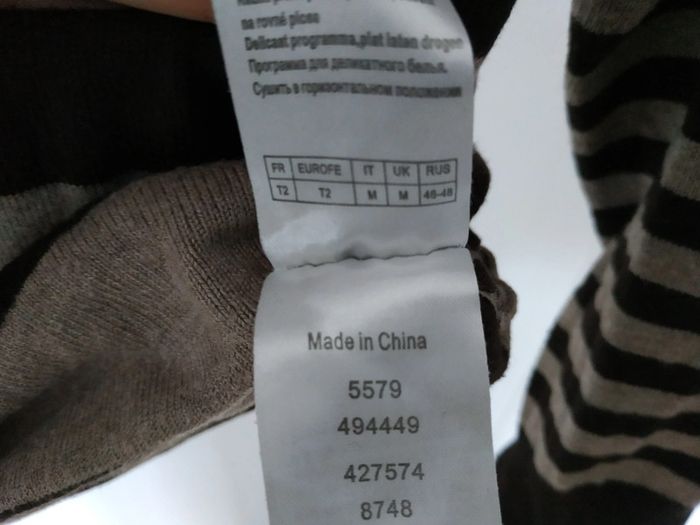 na rovné ploše
Delicaat programma, plat laten drogen
Программа для деликатного белья.
Сушить в горизонтальном положении
FR EUROPE IT UK RUS
T2 T2 M M 46-48
Made in China
5579
494449
427574
8748